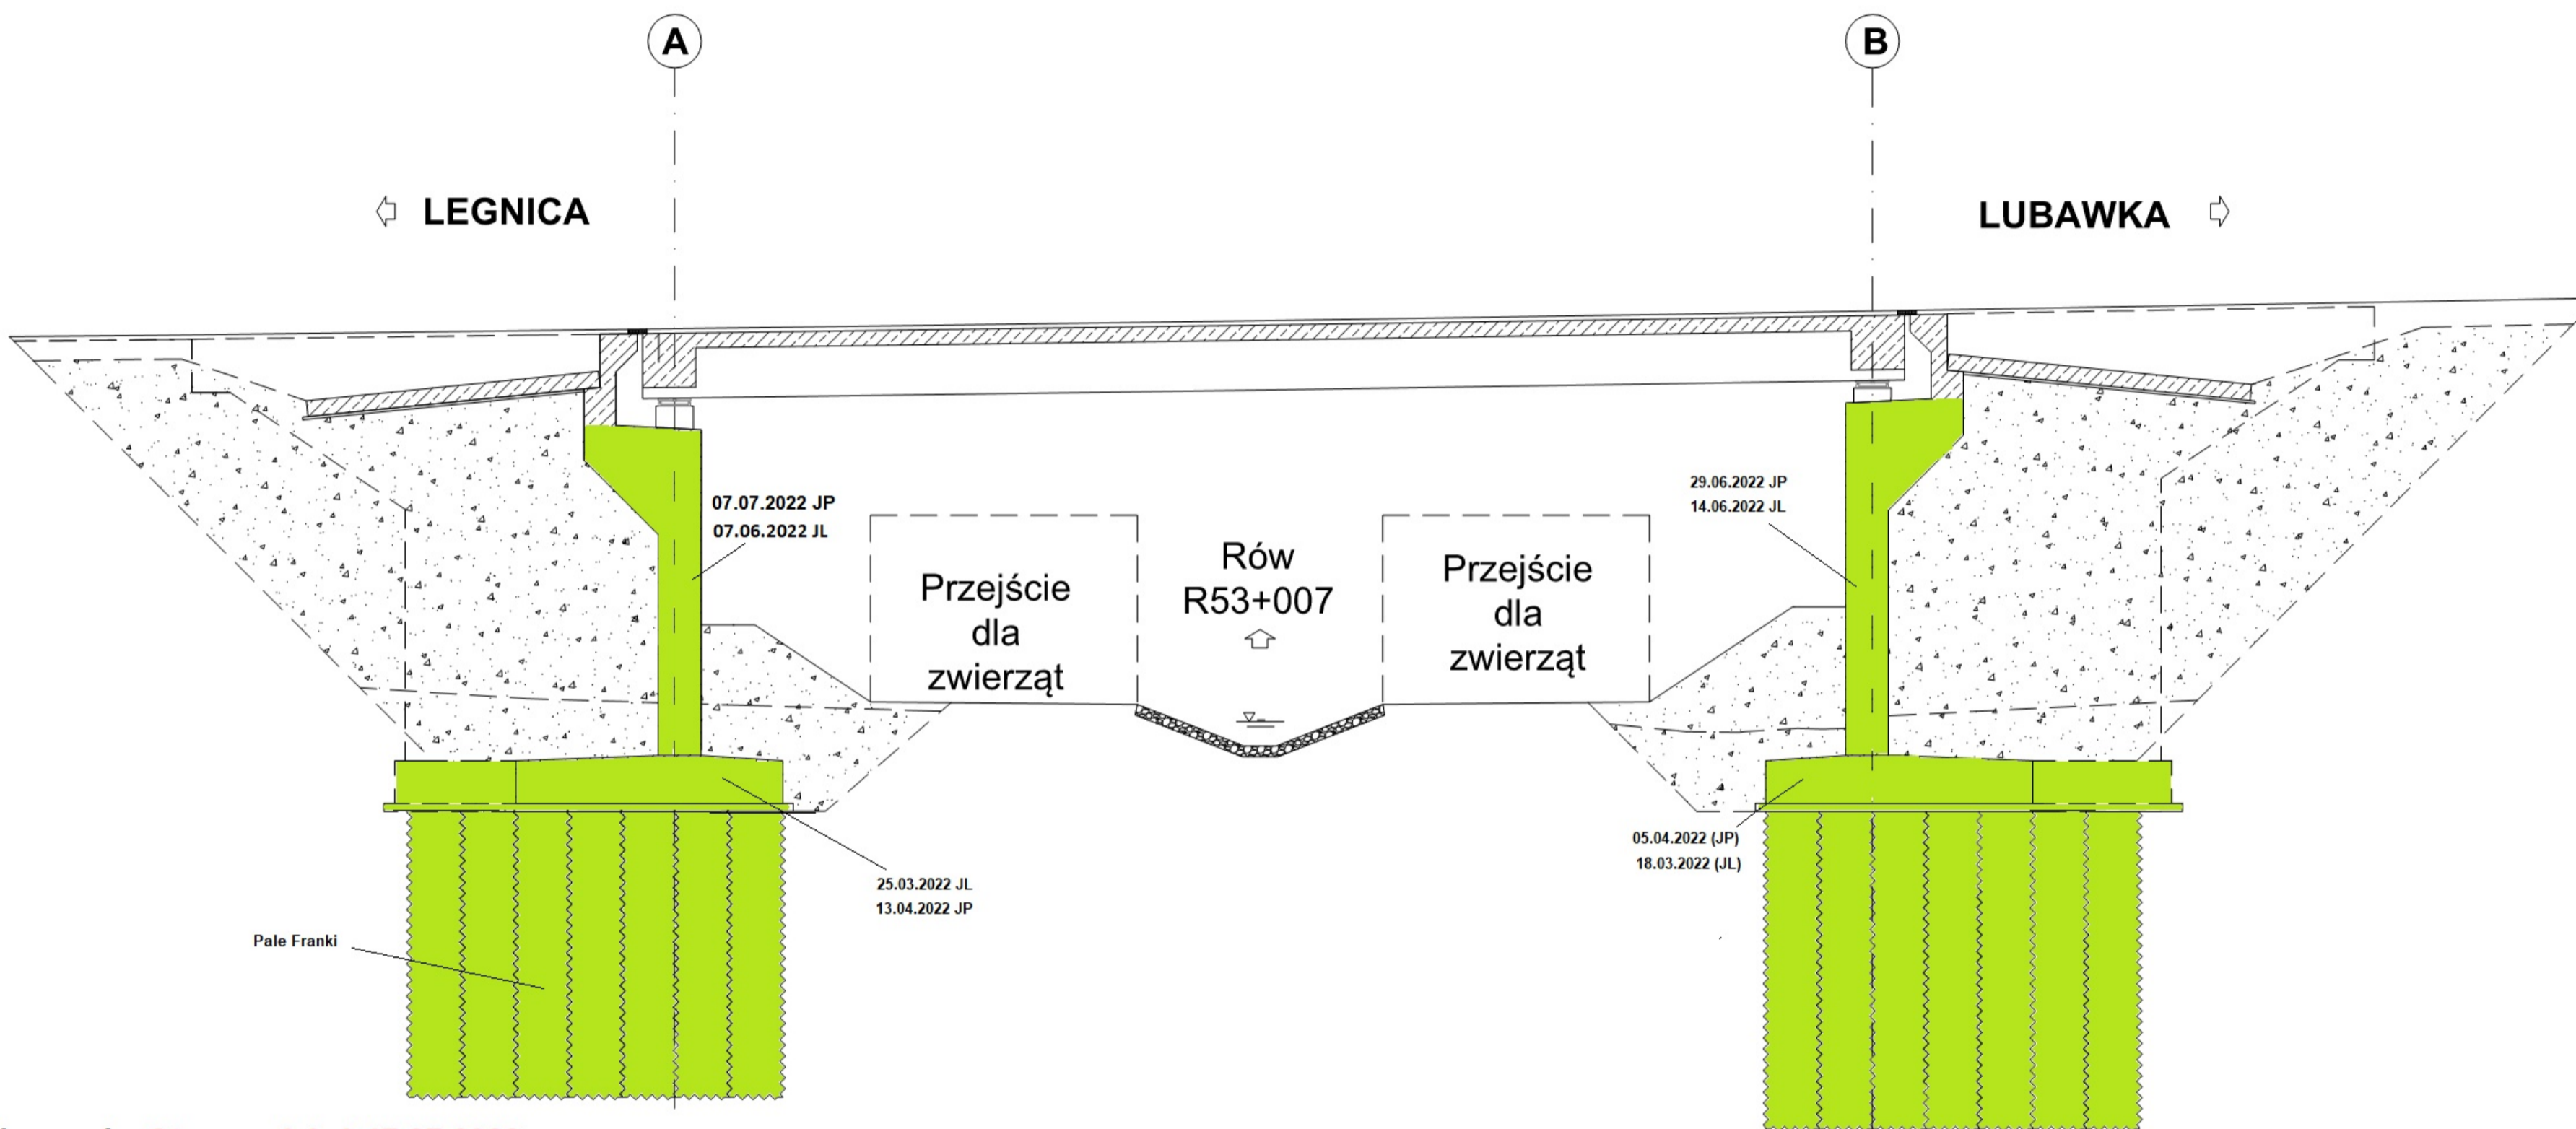 A
B
LEGNICA
LUBAWKA
07.07.2022 JP
07.06.2022 JL
29.06.2022 JP
14.06.2022 JL
Przejście
dla
zwierząt
Rów
R53+007
Przejście
dla
zwierząt
25.03.2022 JL
13.04.2022 JP
05.04.2022 (JP)
18.03.2022 (JL)
Pale Franki